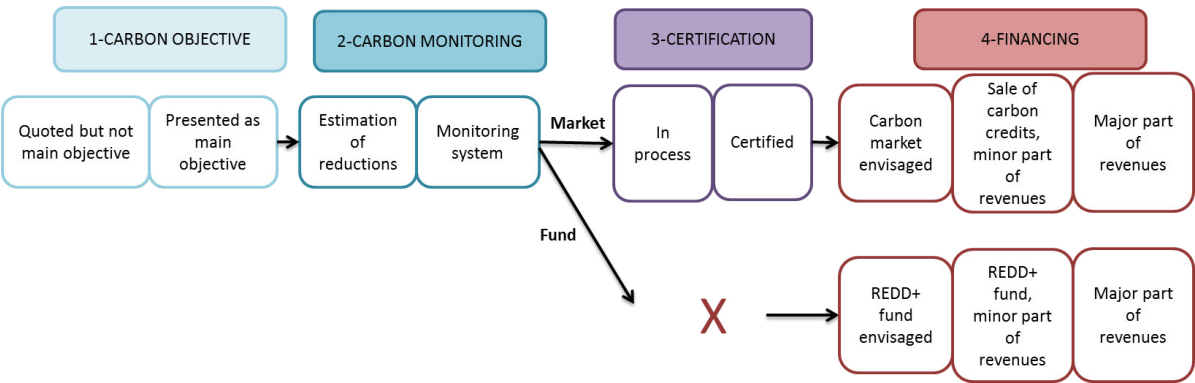 1-CARBON OBJECTIVE
2-CARBON MONITORING
3-CERTIFICATION
4-FINANCING
Quoted but not
main objective
Presented as
main
objective
Estimation
of
reductions
Monitoring
system
Market
In
process
Certified
Carbon
market
envisaged
Sale of
carbon
credits,
minor part
of
revenues
Major part
of
revenues
Fund
X
REDD+
fund
envisaged
REDD+
fund,
minor part
of
revenues
Major part
of
revenues